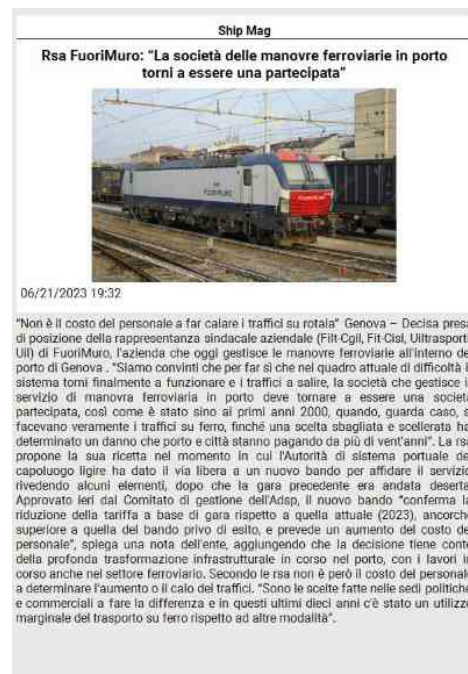 Ship Mag
Rsa FuoriMuro: “La società delle manovre ferroviarie in porto
torni a essere una partecipata”
FUORIMURO
06/21/2023 19:32
“Non è il costo del personale a far calare i traffici su rotaia” Genova – Decisa presa
di posizione della rappresentanza sindacale aziendale (Filt-Cgil, Fit-Cisl, Uiltrasporti
Uil) di FuoriMuro, l'azienda che oggi gestisce le manovre ferroviarie all'interno de
porto di Genova . “Siamo convinti che per far sì che nel quadro attuale di difficoltà i
sistema torni finalmente a funzionare e i traffici a salire, la società che gestisce i
servizio di manovra ferroviaria in porto deve tornare a essere una società
partecipata, così come è stato sino ai primi anni 2000, quando, guarda caso, s
facevano veramente i traffici su ferro, finché una scelta sbagliata e scellerata ha
determinato un danno che porto e città stanno pagando da più di vent'anni”. La rsa
propone la sua ricetta nel momento in cui l'Autorità di sistema portuale de
capoluogo ligire ha dato il via libera a un nuovo bando per affidare il servizio
rivedendo alcuni elementi, dopo che la gara precedente era andata deserta.
Approvato ieri dal Comitato di gestione dell'Adsp, il nuovo bando “conferma la
riduzione della tariffa a base di gara rispetto a quella attuale (2023), ancorché
superiore a quella del bando privo di esito, e prevede un aumento del costo de
personale”, spiega una nota dell'ente, aggiungendo che la decisione tiene conto
della profonda trasformazione infrastrutturale in corso nel porto, con i lavori in
corso anche nel settore ferroviario. Secondo le rsa non è però il costo del personale
a determinare l'aumento o il calo dei traffici. “Sono le scelte fatte nelle sedi politiche
e commerciali a fare la differenza e in questi ultimi dieci anni c'è stato un utilizzo
marginale del trasporto su ferro rispetto ad altre modalità”.